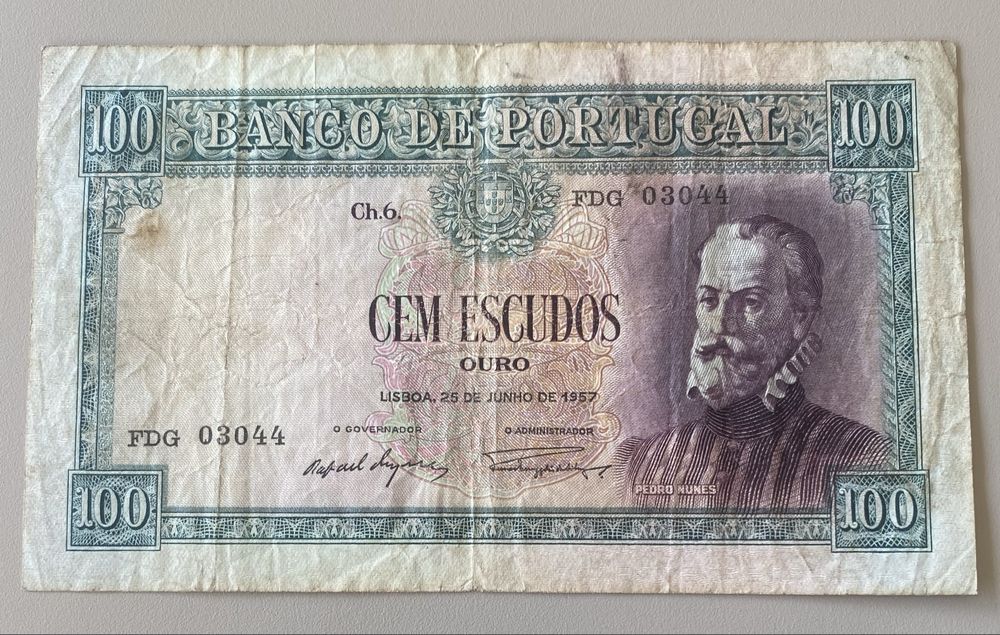 100 BANCO DE PORTUGAL 100
Ch.6. FDG 03044
CEM ESCUDOS
OURO
LISBOA, 25 DE JUNHO DE 1957
FDG 03044
O GOVERNADOR O ADMINISTRADOR
Rafael
PEDRO NUNES
100 100